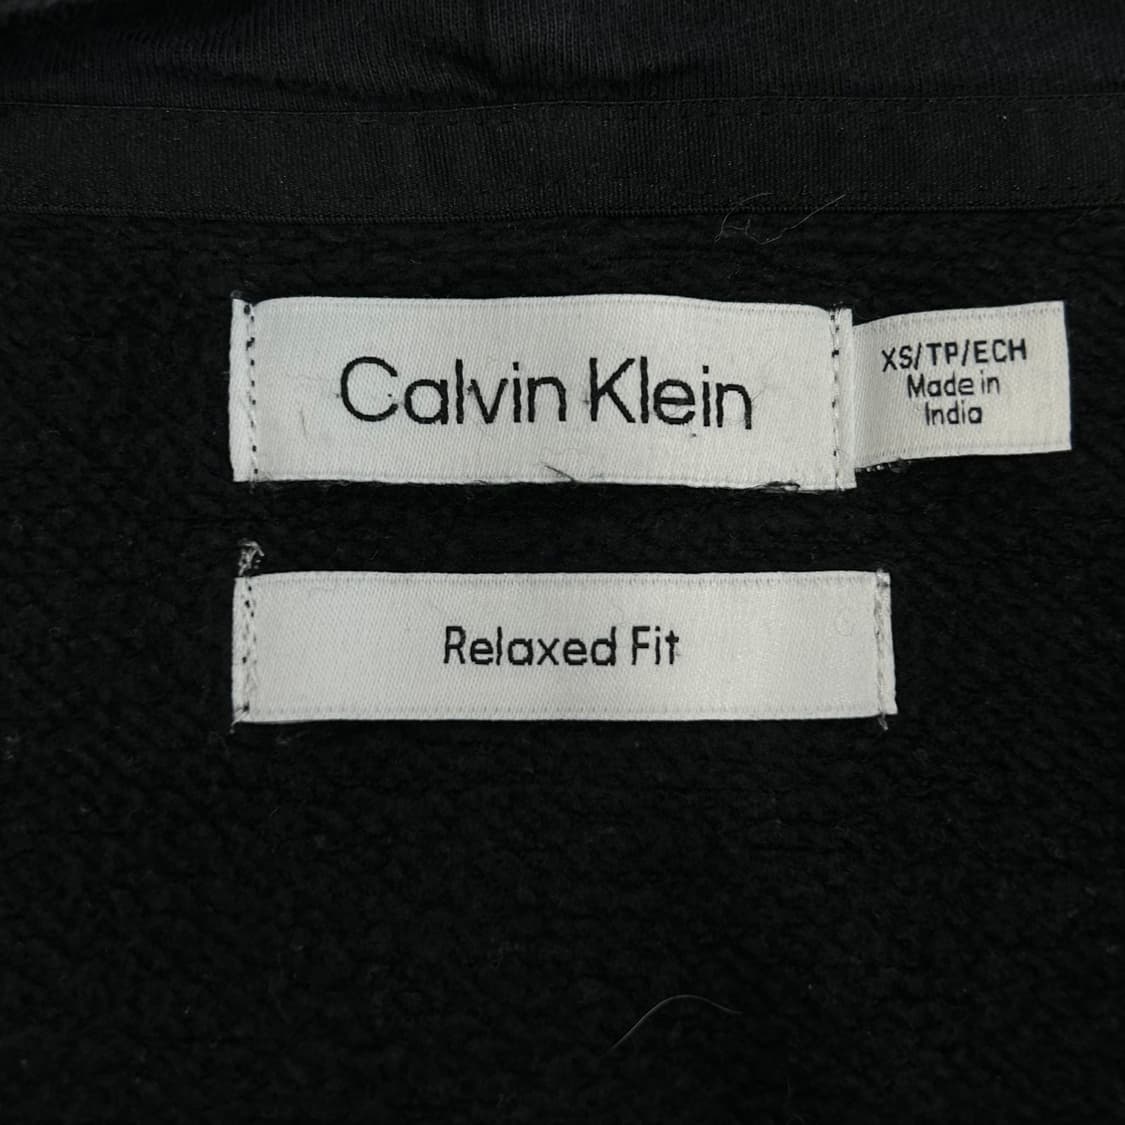 Calvin Klein
XS/TP/ECH
Made in
India
Relaxed Fit